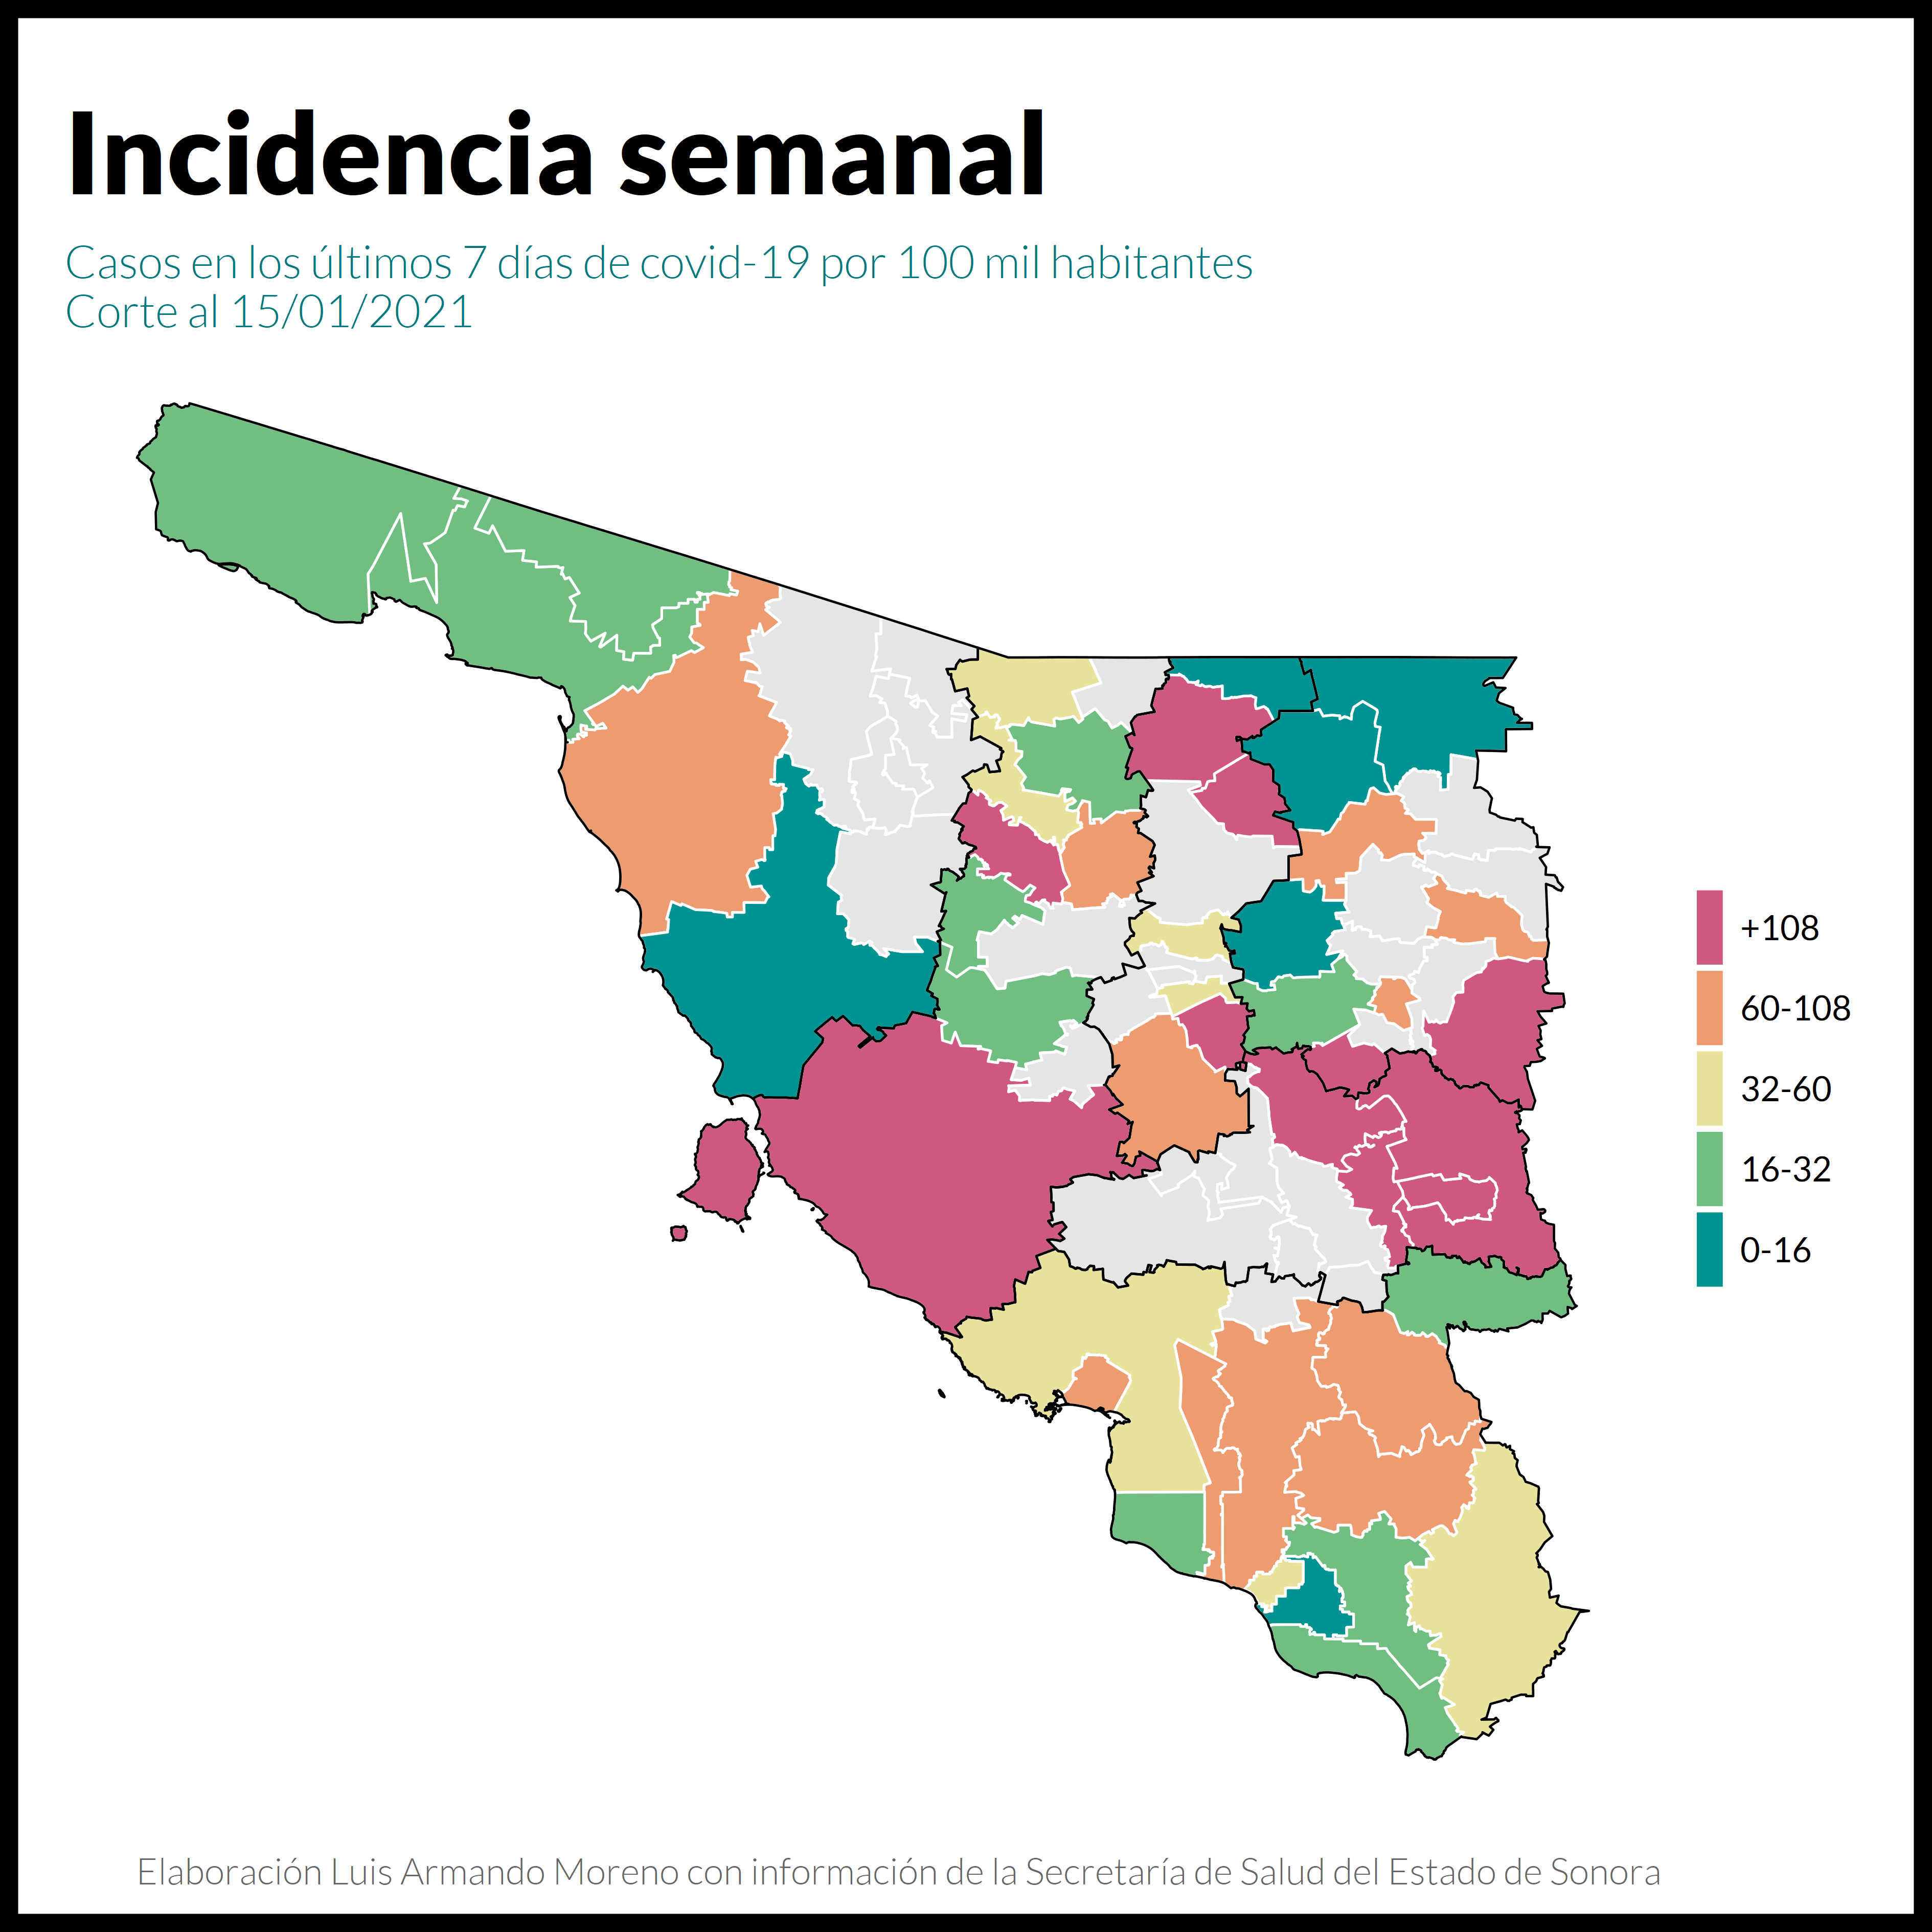 Incidencia semanal
Casos en los últimos 7 días de covid-19 por 100 mil habitantes
Corte al 15/01/2021
+108
60-108
32-60
16-32
0-16
Elaboración Luis Armando Moreno con información de la Secretaría de Salud del Estado de Sonora